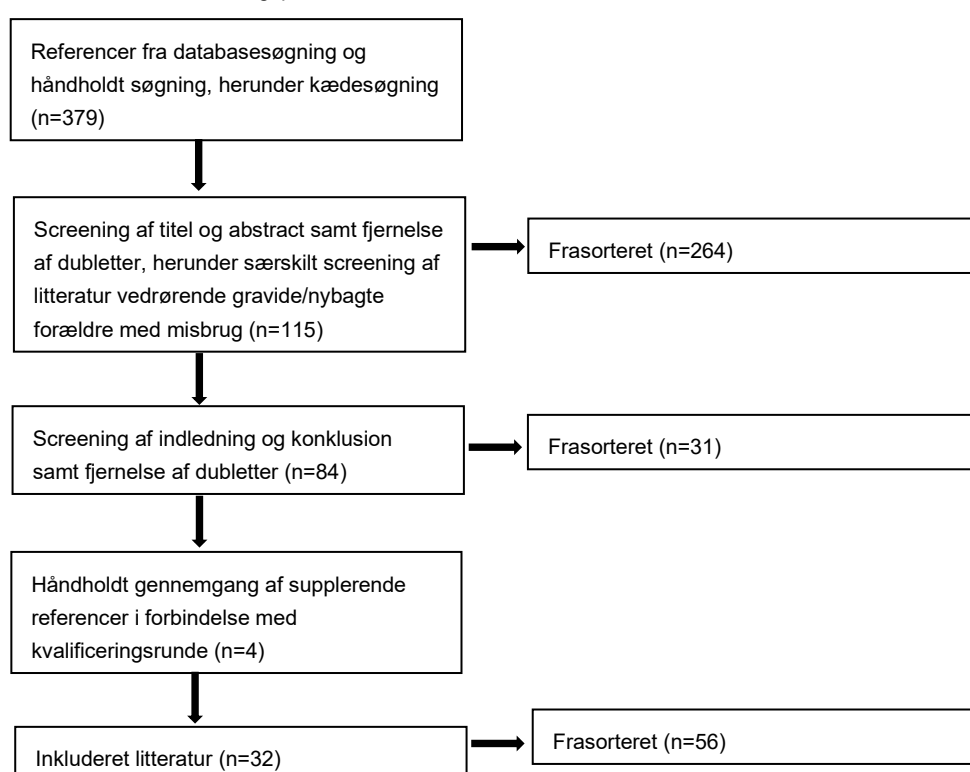 Referencer fra databasesøgning og
håndholdt søgning, herunder kædesøgning
(n=379)
Screening af titel og abstract samt fjernelse
af dubletter, herunder særskilt screening af
litteratur vedrørende gravide/nybagte
forældre med misbrug (n=115)
Frasorteret (n=264)
Screening af indledning og konklusion
samt fjernelse af dubletter (n=84)
Frasorteret (n=31)
Håndholdt gennemgang af supplerende
referencer i forbindelse med
kvalificeringsrunde (n=4)
Inkluderet litteratur (n=32)
Frasorteret (n=56)